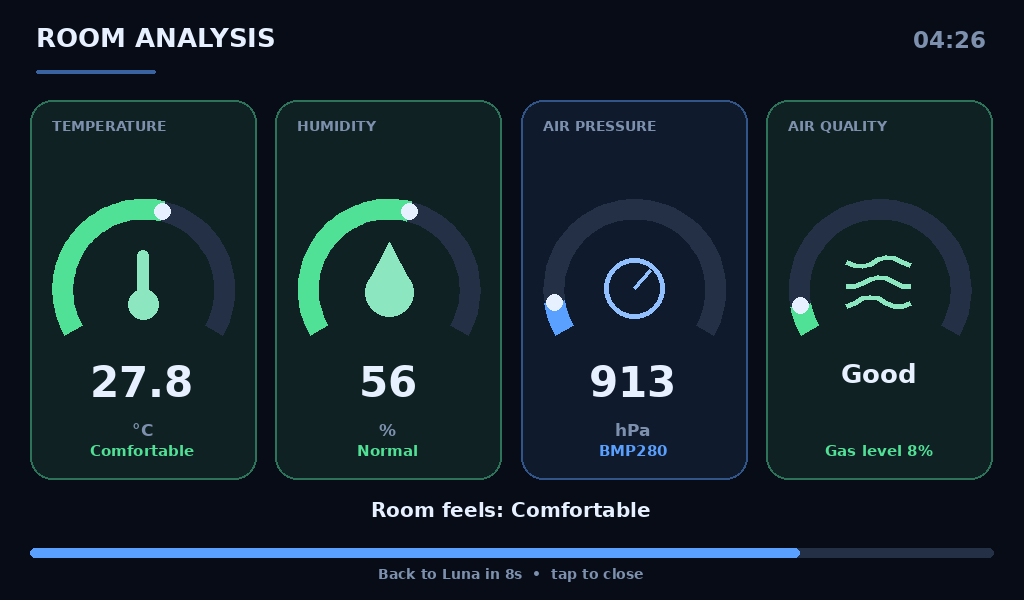 ROOM ANALYSIS
04:26
TEMPERATURE
27.8
°C
Comfortable
HUMIDITY
56
%
Normal
AIR PRESSURE
913
hPa
BMP280
AIR QUALITY
Good
Gas level 8%
Room feels: Comfortable
Back to Luna in 8s • tap to close